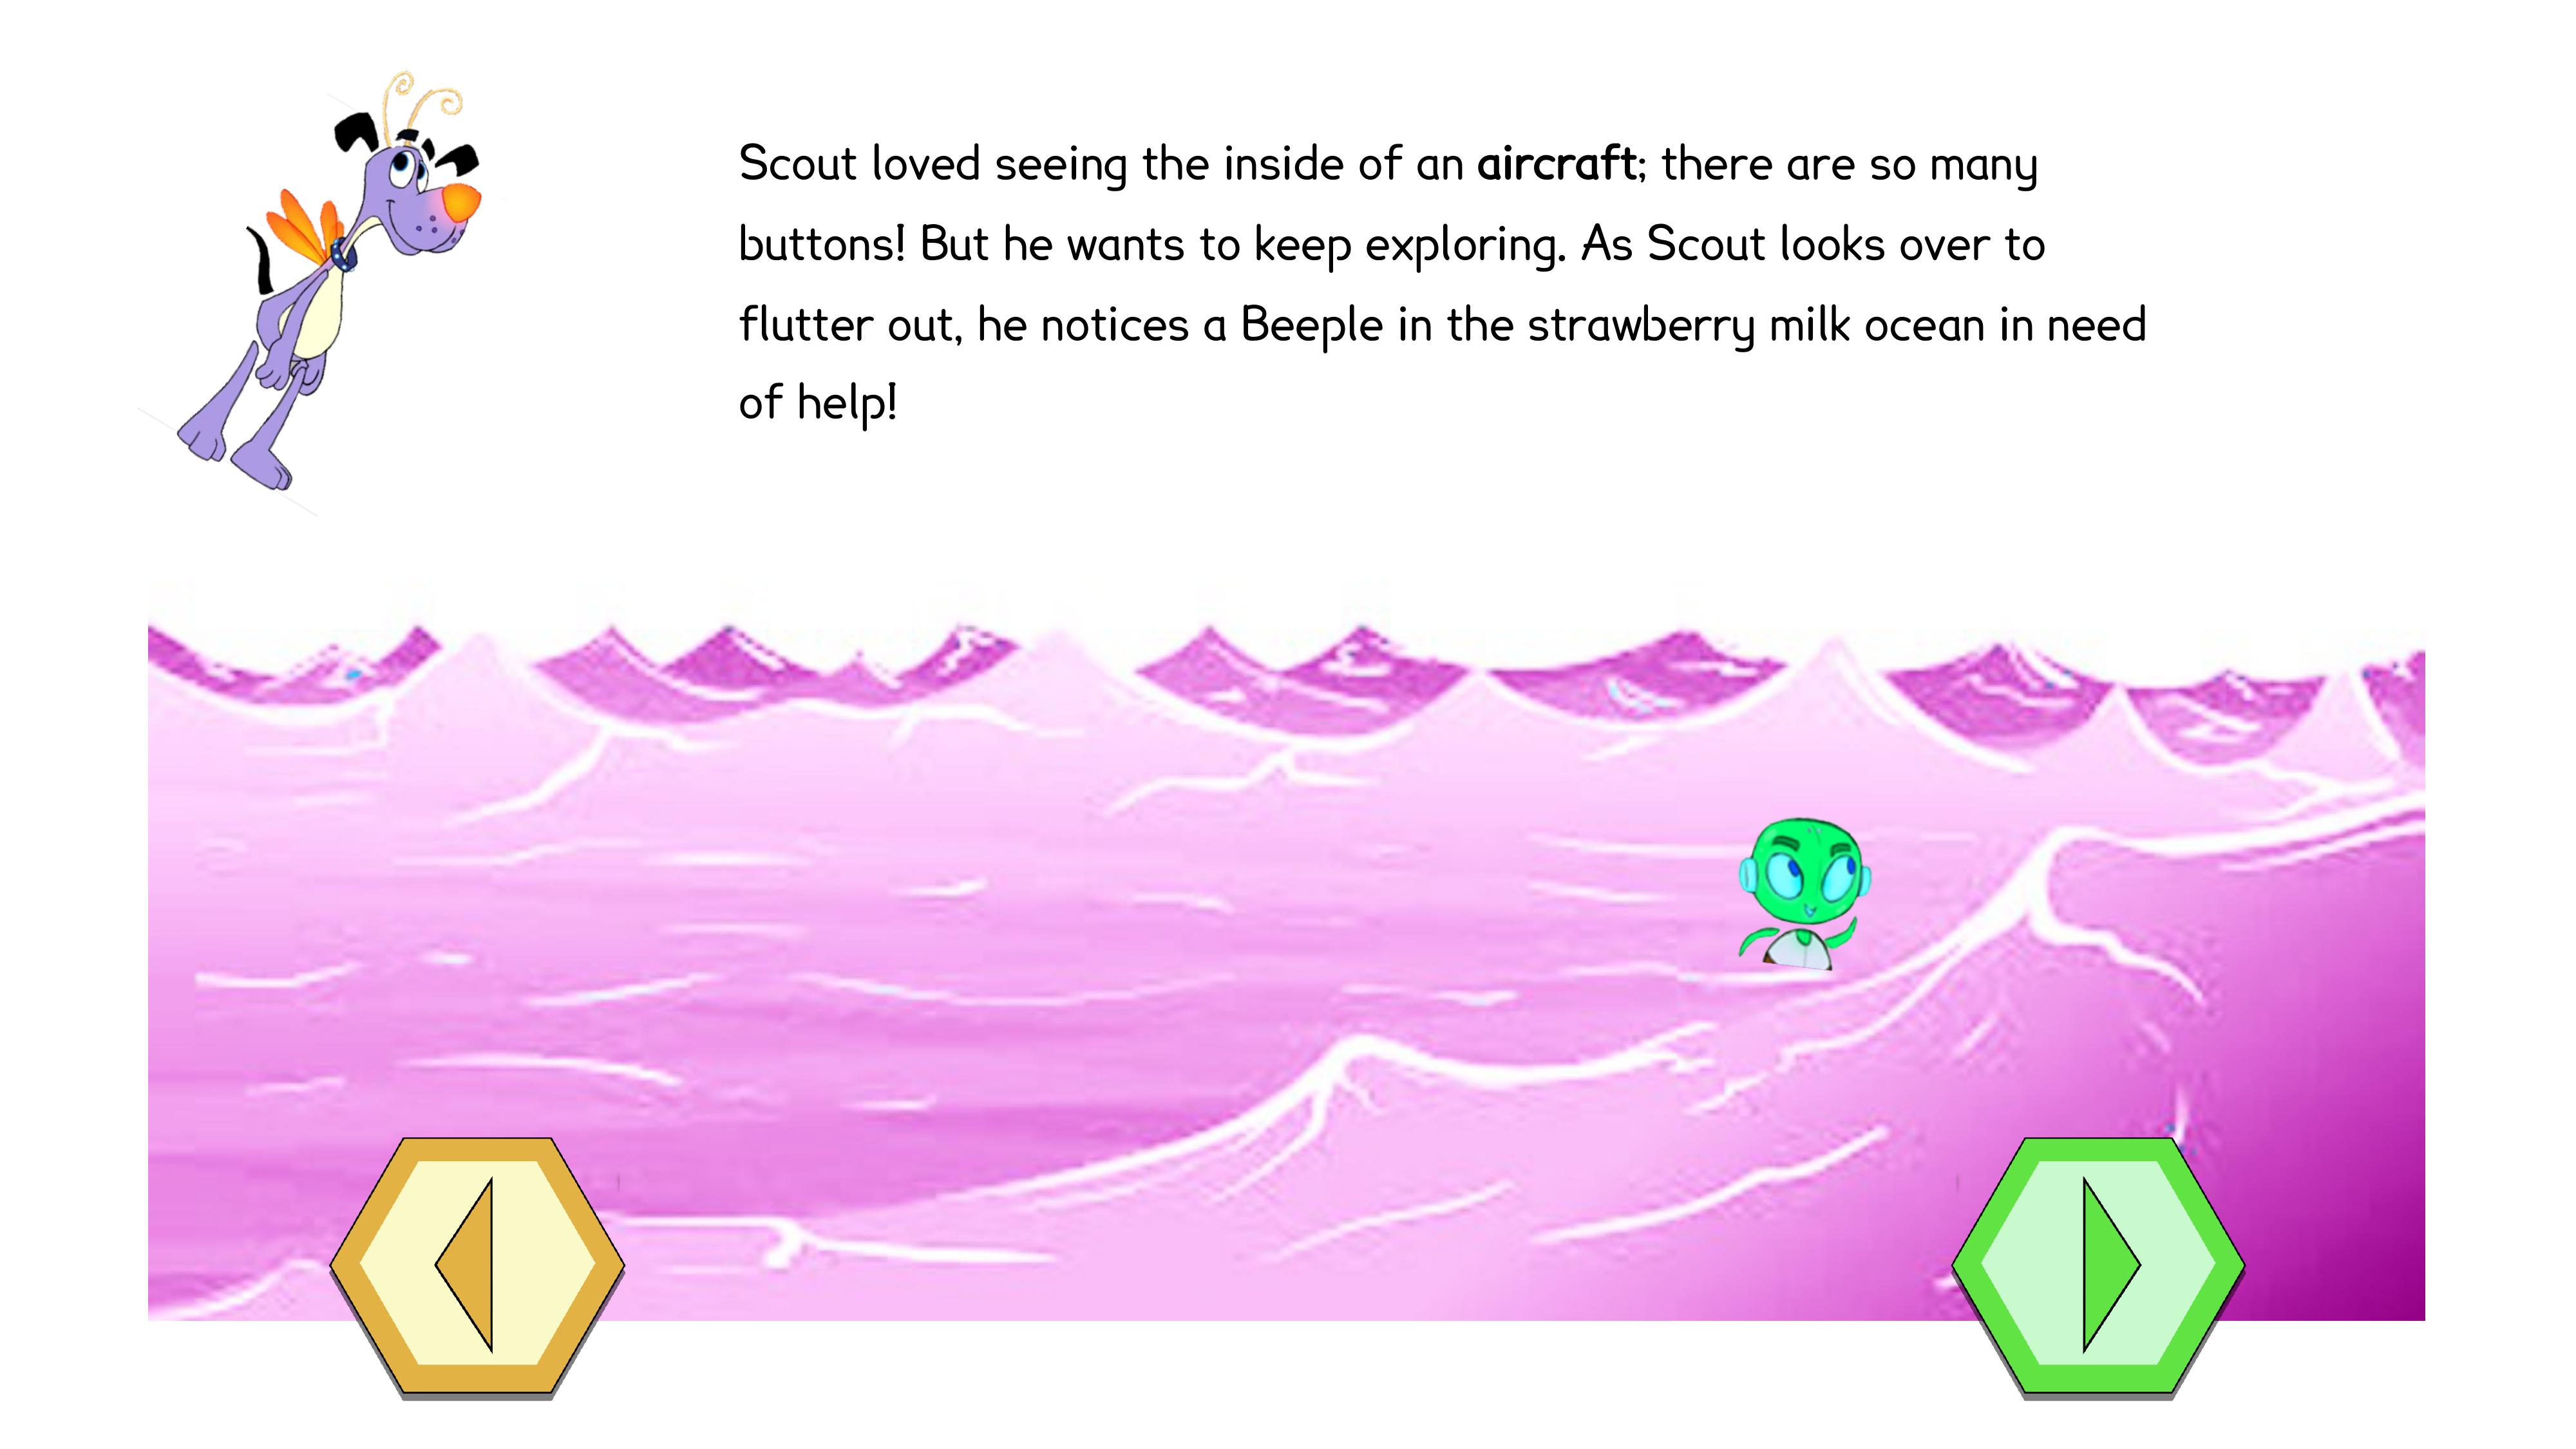 Scout loved seeing the inside of an aircraft; there are so many
buttons! But he wants to keep exploring. As Scout looks over to
flutter out, he notices a Beeple in the strawberry milk ocean in need
of help!